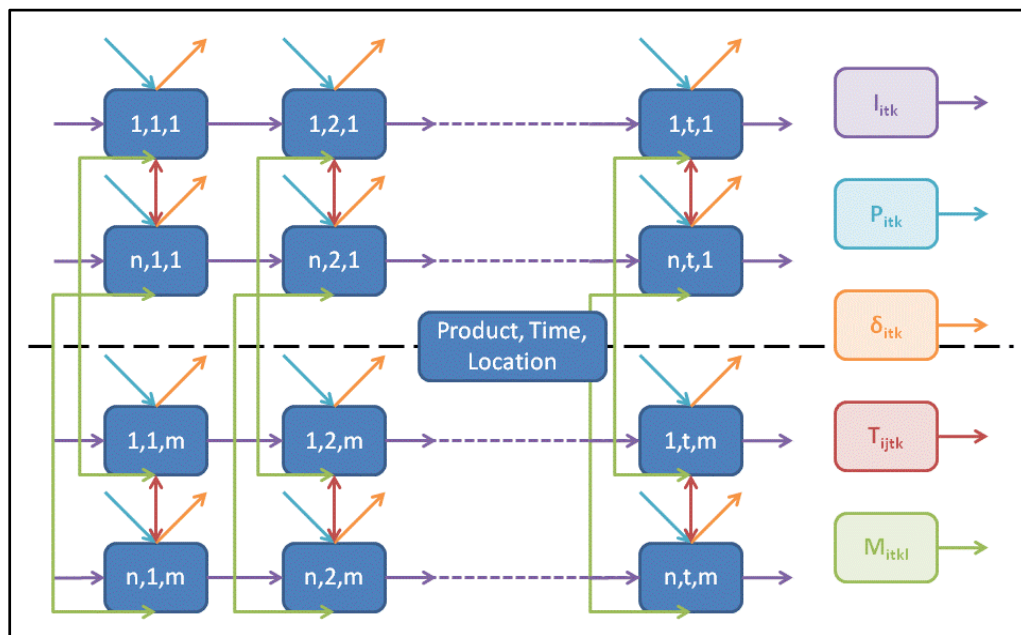 1,1,1
1,2,1
1,t,1
I_itk
n,1,1
n,2,1
n,t,1
P_itk
Product, Time,
Location
δ_itk
1,1,m
1,2,m
1,t,m
T_ijtk
n,1,m
n,2,m
n,t,m
M_itkl